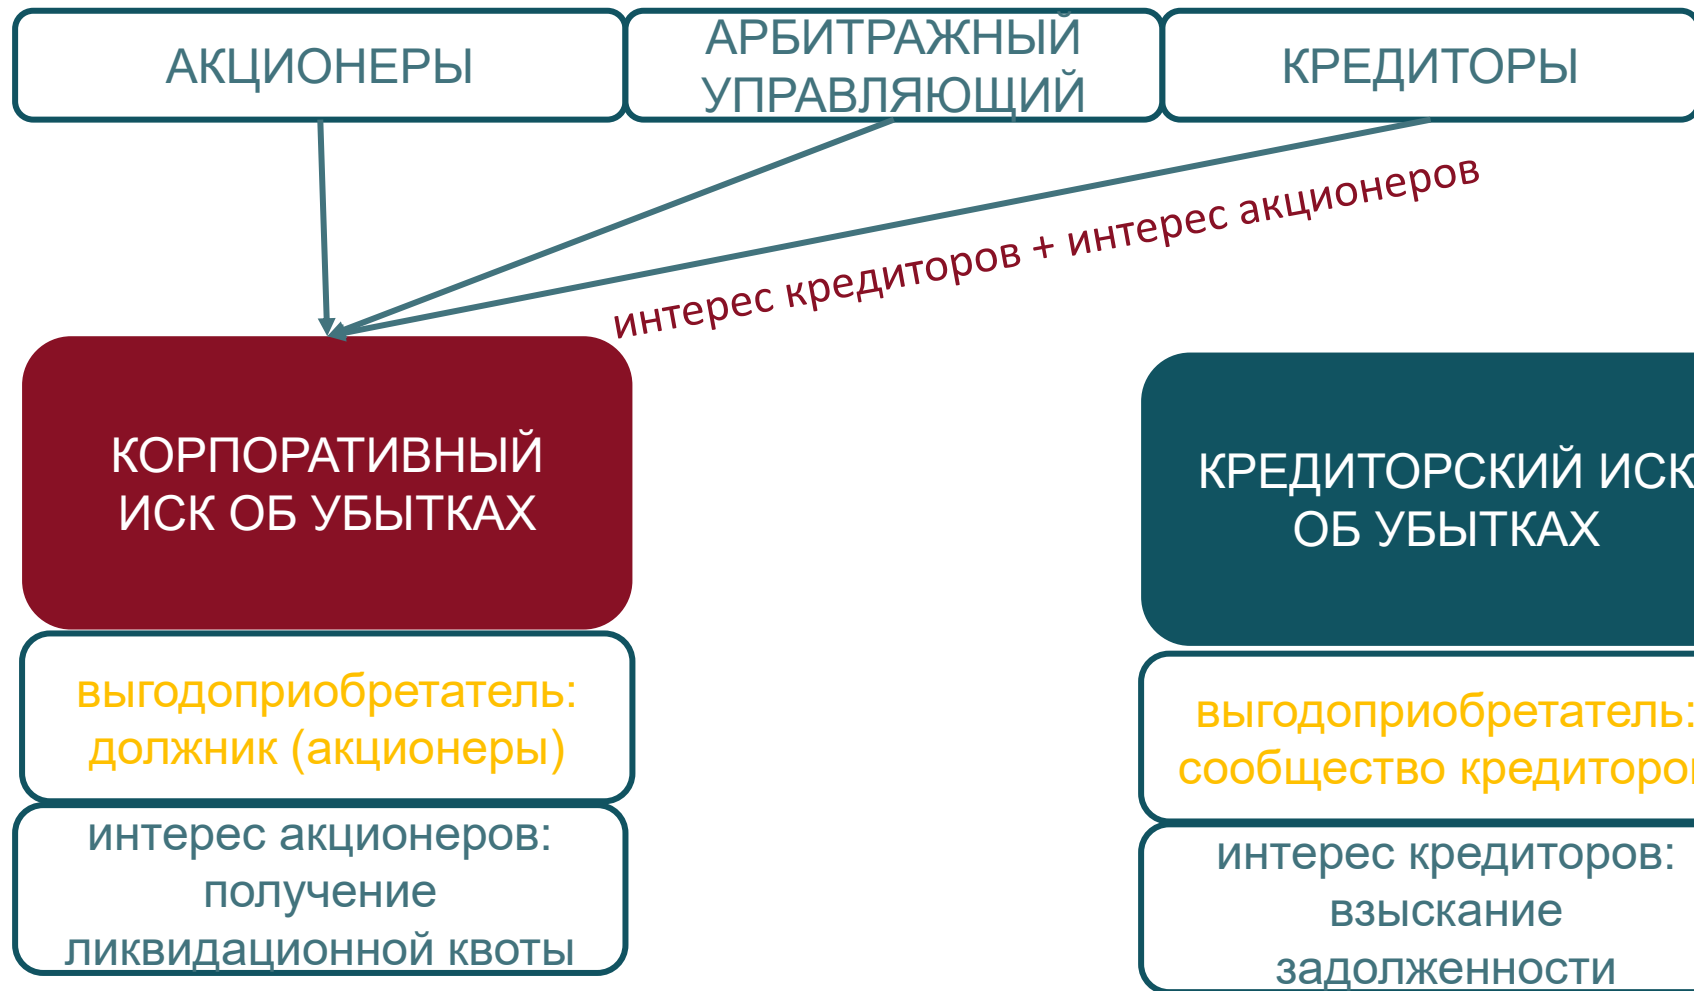 АКЦИОНЕРЫ
АРБИТРАЖНЫЙ
УПРАВЛЯЮЩИЙ
КРЕДИТОРЫ
интерес кредиторов + интерес акционеров
КОРПОРАТИВНЫЙ
ИСК ОБ УБЫТКАХ
выгодоприобретатель:
должник (акционеры)
интерес акционеров:
получение
ликвидационной квоты
КРЕДИТОРСКИЙ ИСК
ОБ УБЫТКАХ
выгодоприобретатель:
сообщество кредиторов
интерес кредиторов:
взыскание
задолженности